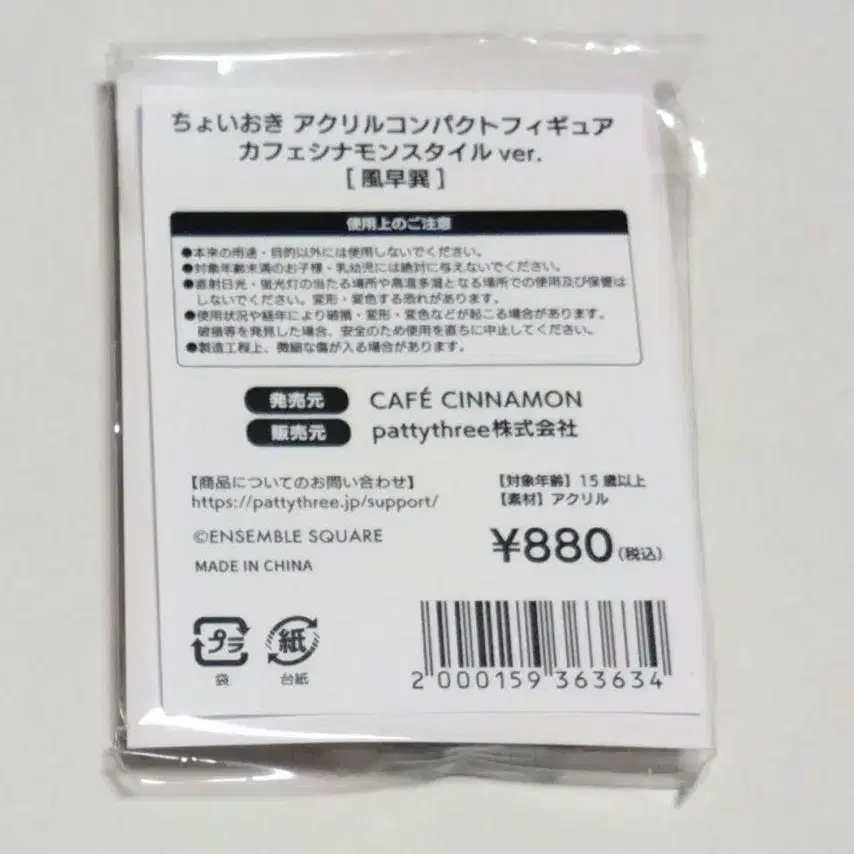 ちょいおき アクリルコンパクトフィギュア
カフェシナモンスタイル ver.
[ 風早巽 ]
使用上のご注意
●本来の用途・目的以外には使用しないでください。
●対象年齢未満のお子様・乳幼児には絶対に与えないでください。
●直射日光・蛍光灯の当たる場所や高温多湿となる場所での使用及び保管は
しないでください。変形・変色する恐れがあります。
●使用状況や経年により破損・変形・変色などが起こる場合があります。
破損等を発見した場合、安全のため使用を直ちに中止してください。
●製造工程上、微細な傷が入る場合があります。
発売元 CAFÉ CINNAMON
販売元 pattythree株式会社
【商品についてのお問い合わせ】
https://pattythree.jp/support/
【対象年齢】15歳以上
【素材】アクリル
©ENSEMBLE SQUARE
MADE IN CHINA
¥880(税込)
プラ
袋
紙
台紙
2 000159 363634